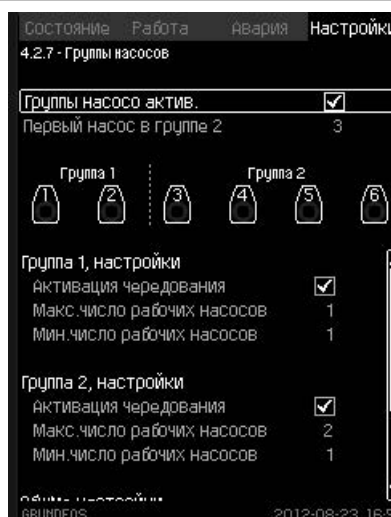 Состояние Работа Авария Настройки
4.2.7 - Группы насосов
Группы насосо актив.
Первый насос в группе 2 3
Группа 1 Группа 2
1 2 3 4 5 6
Группа 1, настройки
Активация чередования
Макс.число рабочих насосов 1
Мин.число рабочих насосов 1
Группа 2, настройки
Активация чередования
Макс.число рабочих насосов 2
Мин.число рабочих насосов 1
GRUNDFOS 2012-08-23